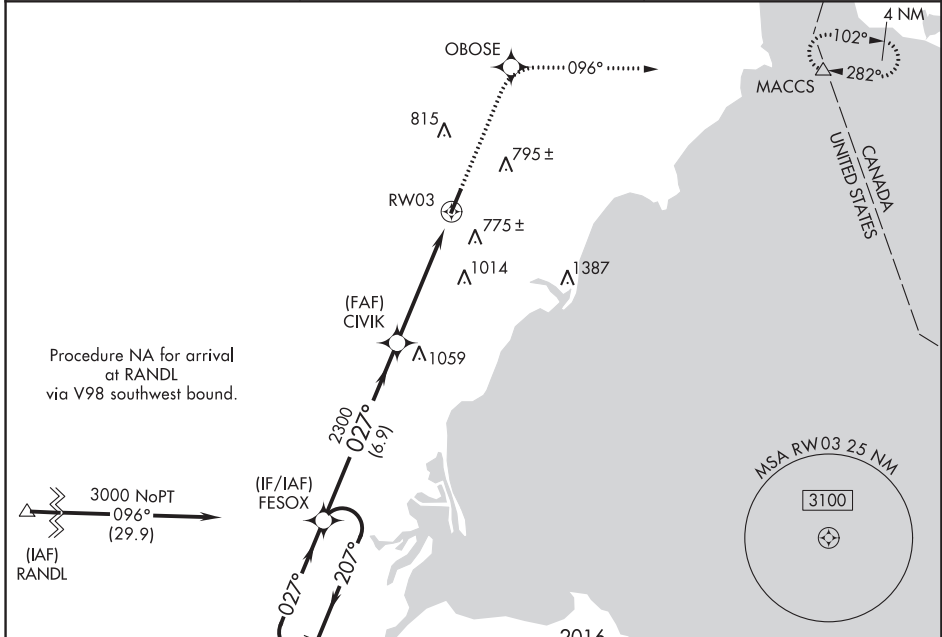 4 NM
OBOSE
096°
102°
282°
MACCS
815
795 ±
CANADA
UNITED STATES
RW03
775 ±
1014
1387
(FAF)
CIVIK
1059
Procedure NA for arrival
at RANDL
via V98 southwest bound.
2300
027°
(6.9)
MSA RW03 25 NM
3100
(IF/IAF)
FESOX
3000 NoPT
096°
(29.9)
(IAF)
RANDL
027°
207°
2016